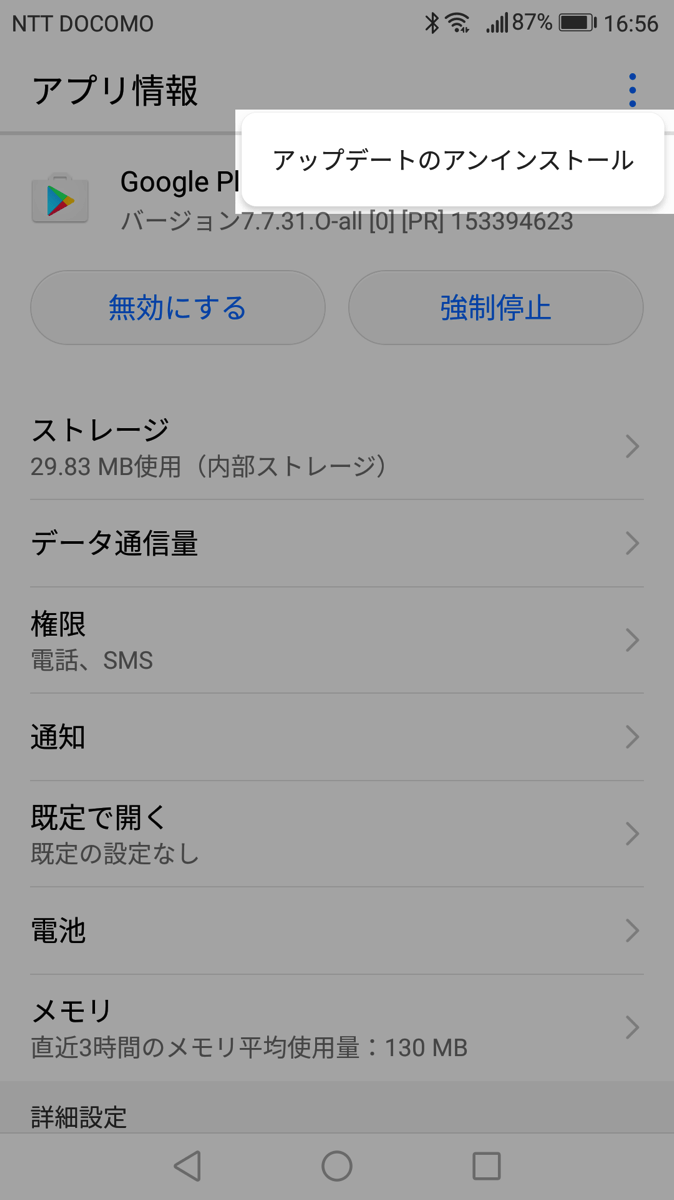 NTT DOCOMO 87% 16:56
アプリ情報
アップデートのアンインストール
Google Pl
バージョン7.7.31.O-all [0] [PR] 153394623
無効にする 強制停止
ストレージ
29.83 MB使用（内部ストレージ）
データ通信量
権限
電話、SMS
通知
既定で開く
既定の設定なし
電池
メモリ
直近3時間のメモリ平均使用量：130 MB
詳細設定